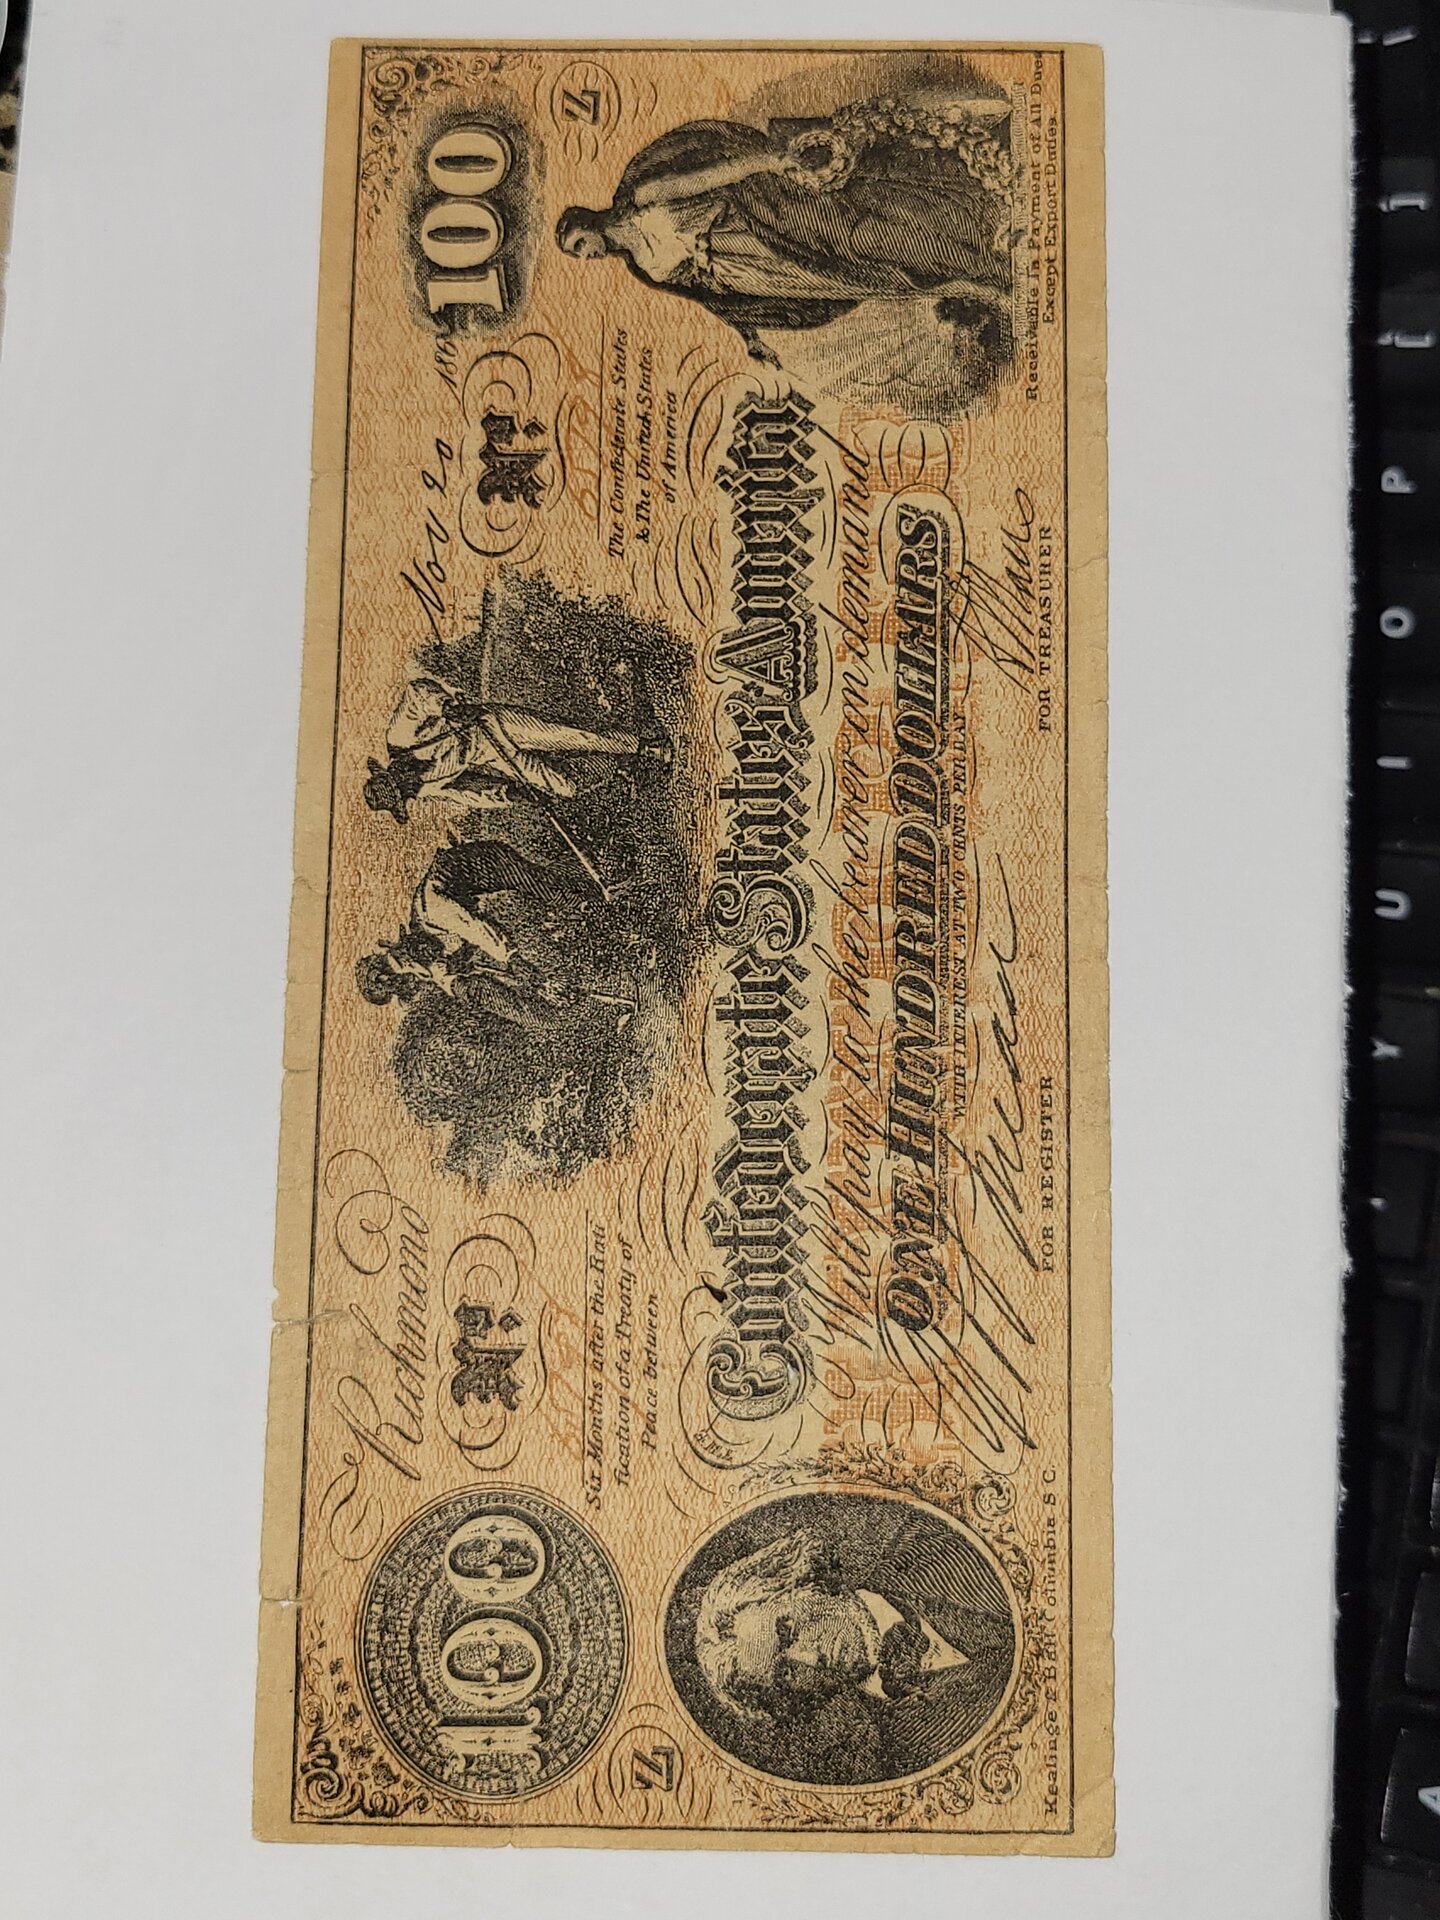 100
Richmond
Nov 20 186
100
Nº.
Nº.
Six Months after the Rati
fication of a Treaty of
Peace between
The Confederate States
& The United States
of America
Z
Z
Confederate States America
Will pay to the bearer on demand
ONE HUNDRED DOLLARS
WITH INTEREST AT TWO CENTS PER DAY
FOR REGISTER
FOR TREASURER
Keatinge & Ball Columbia S C.
Receivable in Payment of All Dues
Except Export Duties.
Y
U
I
O
P
[
]
\
A